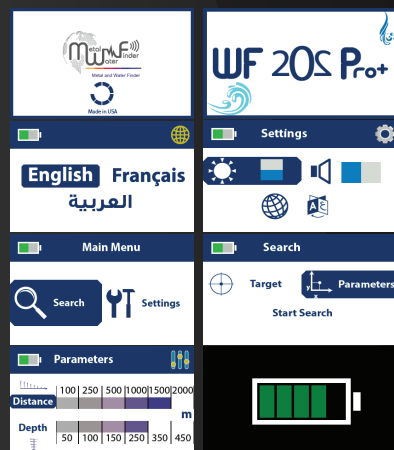 Metal
Water
Finder
MWF
Metal and Water Finder
Made in USA
WF 202 Pro+
English Français
العربية
Settings
Main Menu
Search Settings
Search
Target Parameters
Start Search
Parameters
100 250 500 1000 1500 2000
Distance
m
Depth
50 100 150 250 350 450